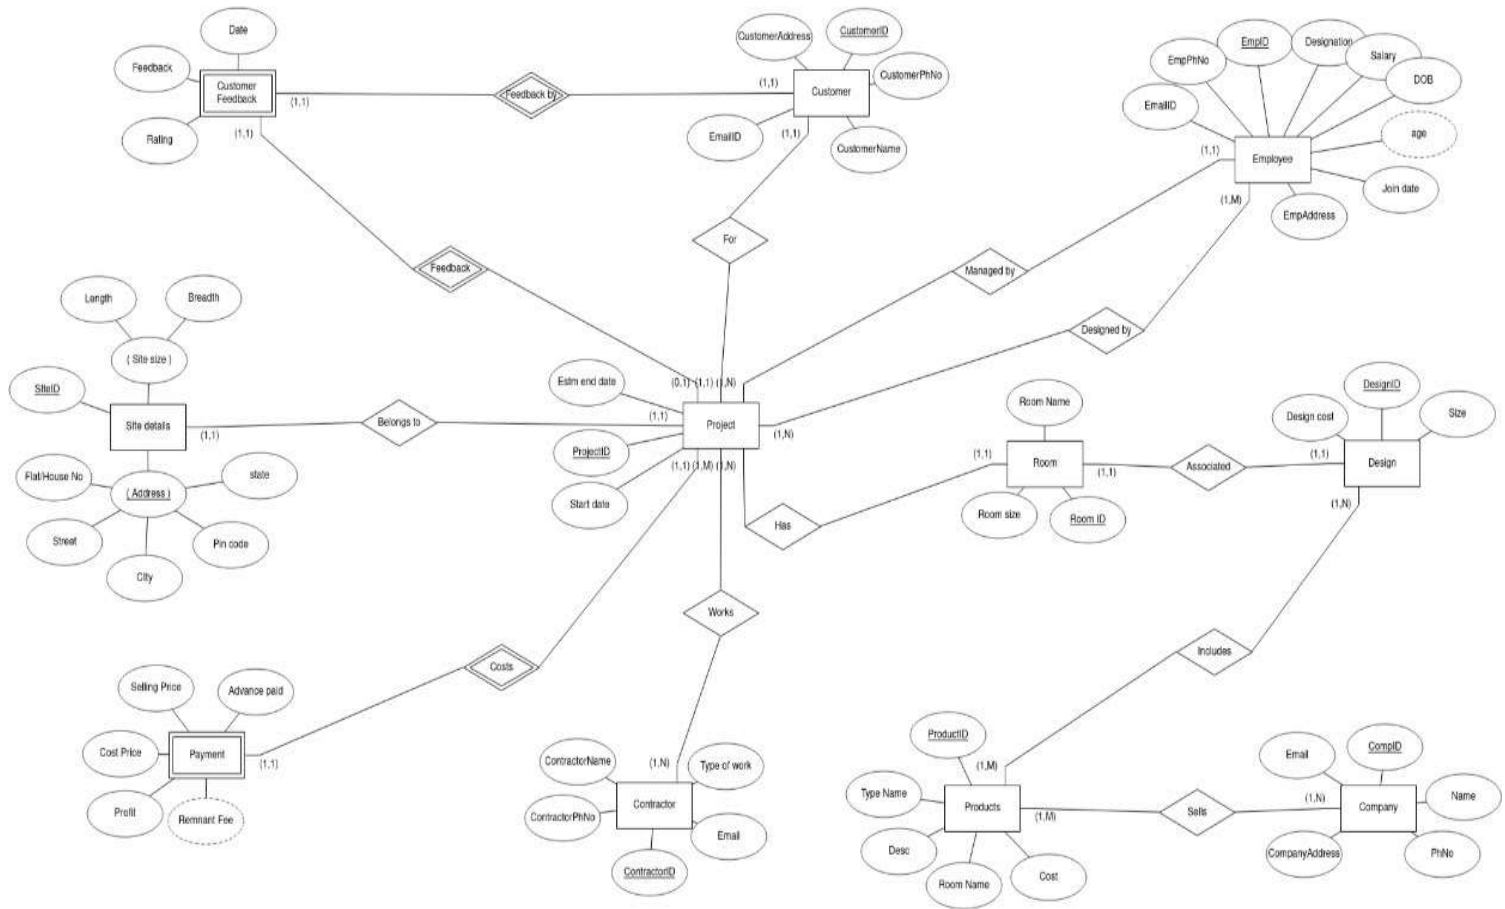 Date
Feedback
Customer
Feedback
Rating
(1,1)
(1,1)
Feedback by
CustomerAddress
CustomerID
CustomerPhNo
(1,1)
Customer
EmailID
(1,1)
CustomerName
EmpPhNo
EmpID
Designation
Salary
DOB
EmailID
age
(1,1)
Employee
Join date
(1,M)
EmpAddress
For
Feedback
Managed by
Designed by
Length
Breadth
( Site size )
SiteID
Site details
(1,1)
Belongs to
Flat/House No
( Address )
state
Street
Pin code
City
Estm end date
(0,1)
(1,1)
(1,N)
(1,1)
Project
(1,N)
ProjectID
(1,1)
(1,M)
(1,N)
Start date
Has
Room Name
(1,1)
Room
(1,1)
Room size
Room ID
Associated
DesignID
Design cost
Size
(1,1)
Design
(1,N)
Works
Costs
Includes
Selling Price
Advance paid
Cost Price
Payment
(1,1)
Profit
Remnant Fee
ContractorName
(1,N)
Type of work
ContractorPhNo
Contractor
Email
ContractorID
ProductID
(1,M)
Type Name
Products
(1,M)
Desc
Room Name
Cost
Sells
Email
CompID
(1,N)
Company
Name
CompanyAddress
PhNo